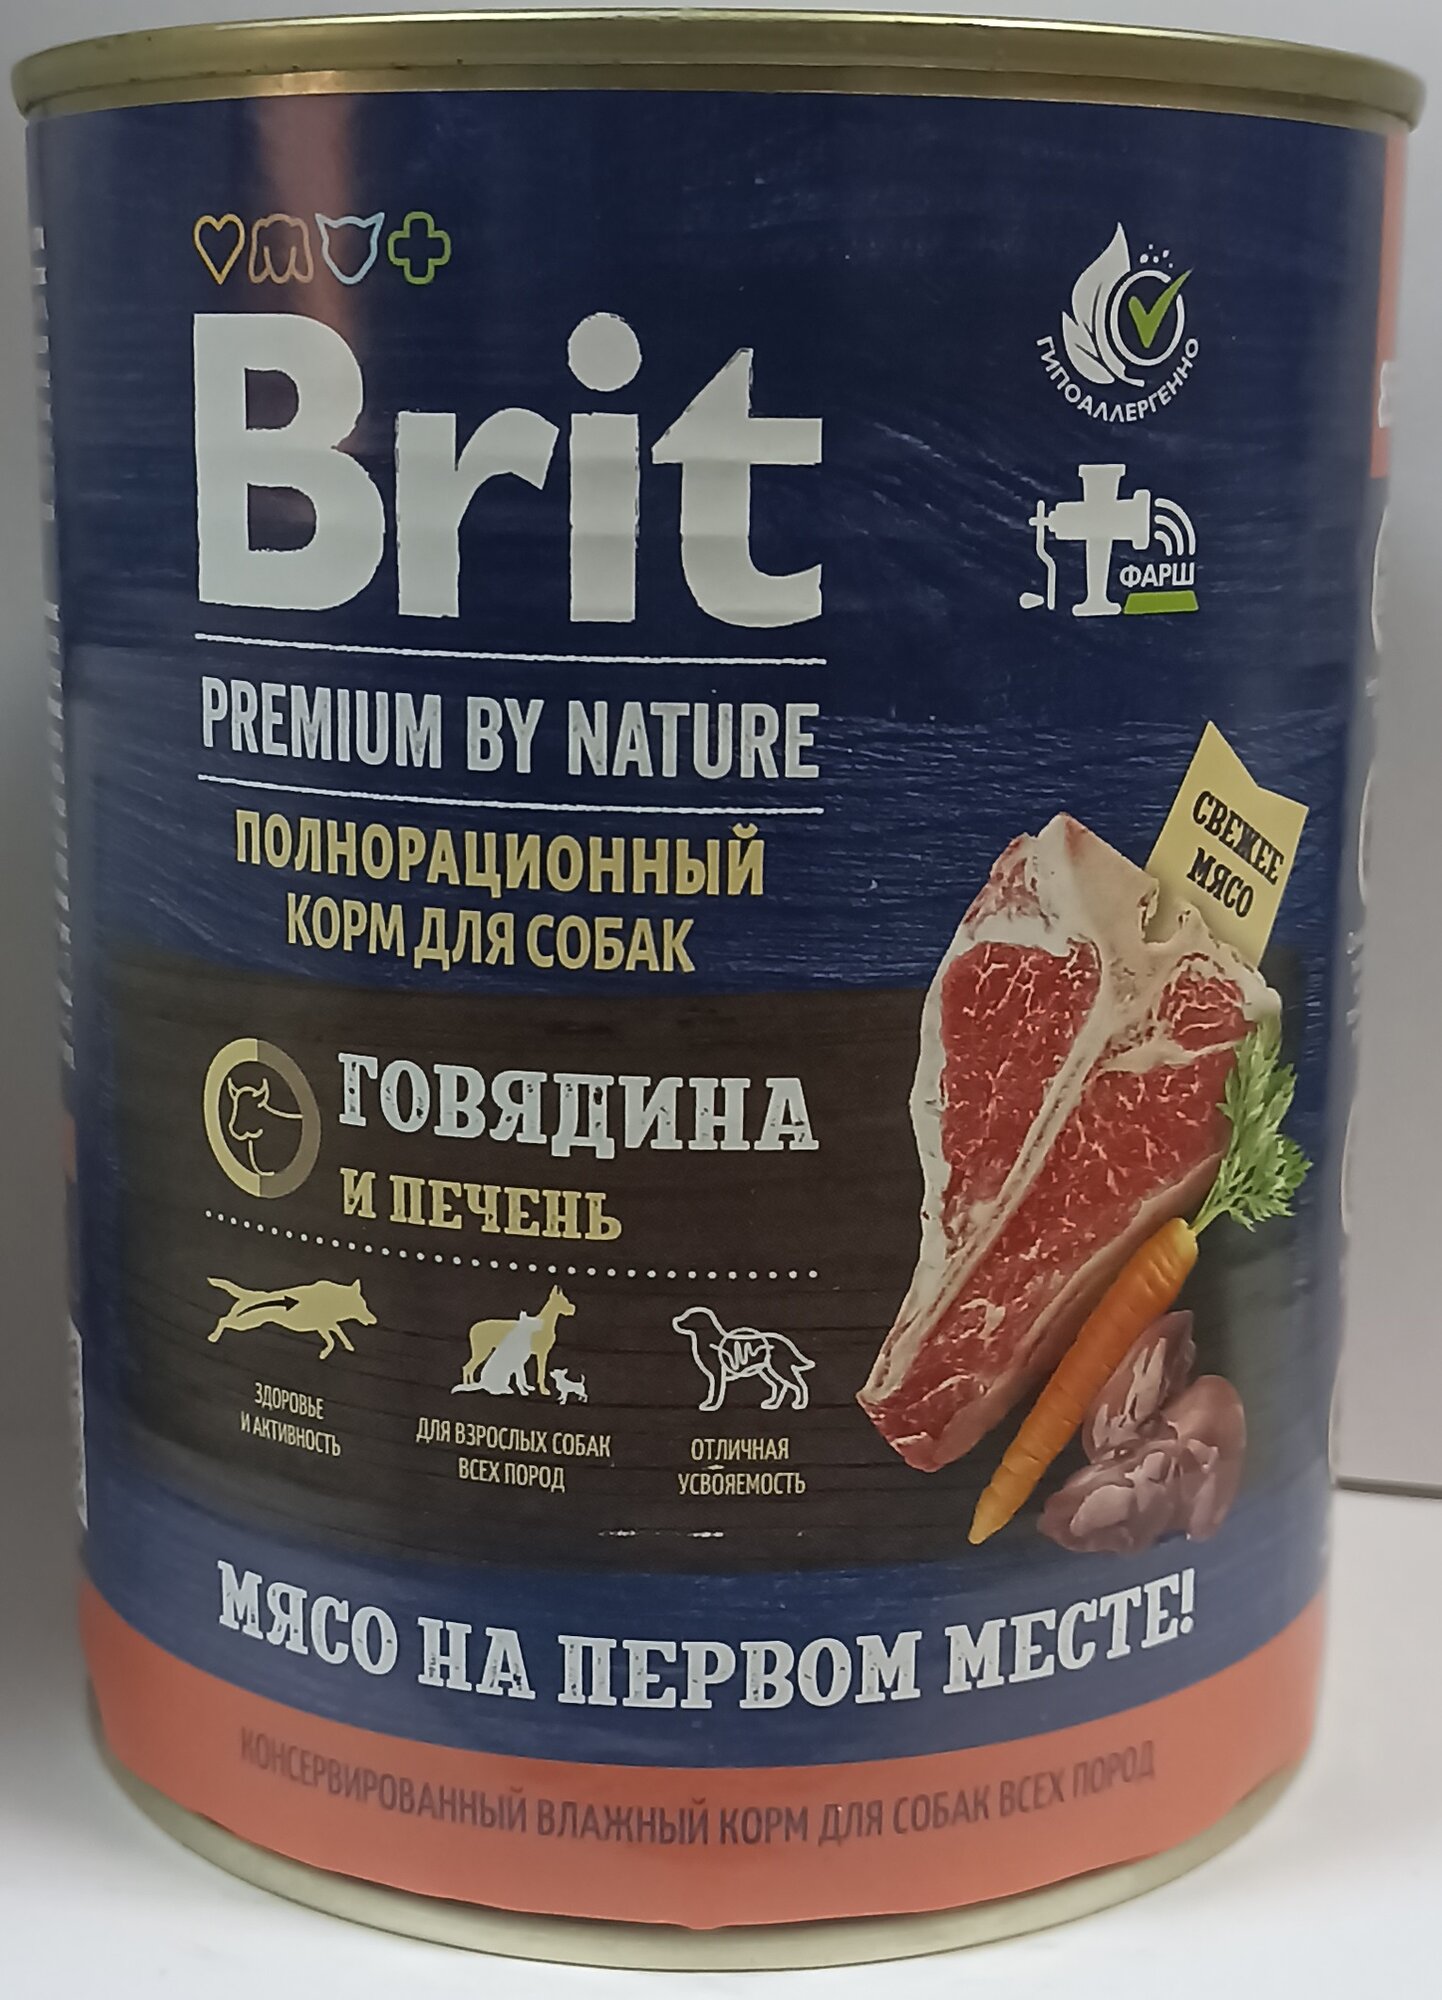 Brit
ГИПОАЛЛЕРГЕННО
ФАРШ
PREMIUM BY NATURE
ПОЛНОРАЦИОННЫЙ
КОРМ ДЛЯ СОБАК
СВЕЖЕЕ
МЯСО
ГОВЯДИНА
И ПЕЧЕНЬ
ЗДОРОВЬЕ
И АКТИВНОСТЬ
ДЛЯ ВЗРОСЛЫХ СОБАК
ВСЕХ ПОРОД
ОТЛИЧНАЯ
УСВОЯЕМОСТЬ
МЯСО НА ПЕРВОМ МЕСТЕ!
КОНСЕРВИРОВАННЫЙ ВЛАЖНЫЙ КОРМ ДЛЯ СОБАК ВСЕХ ПОРОД